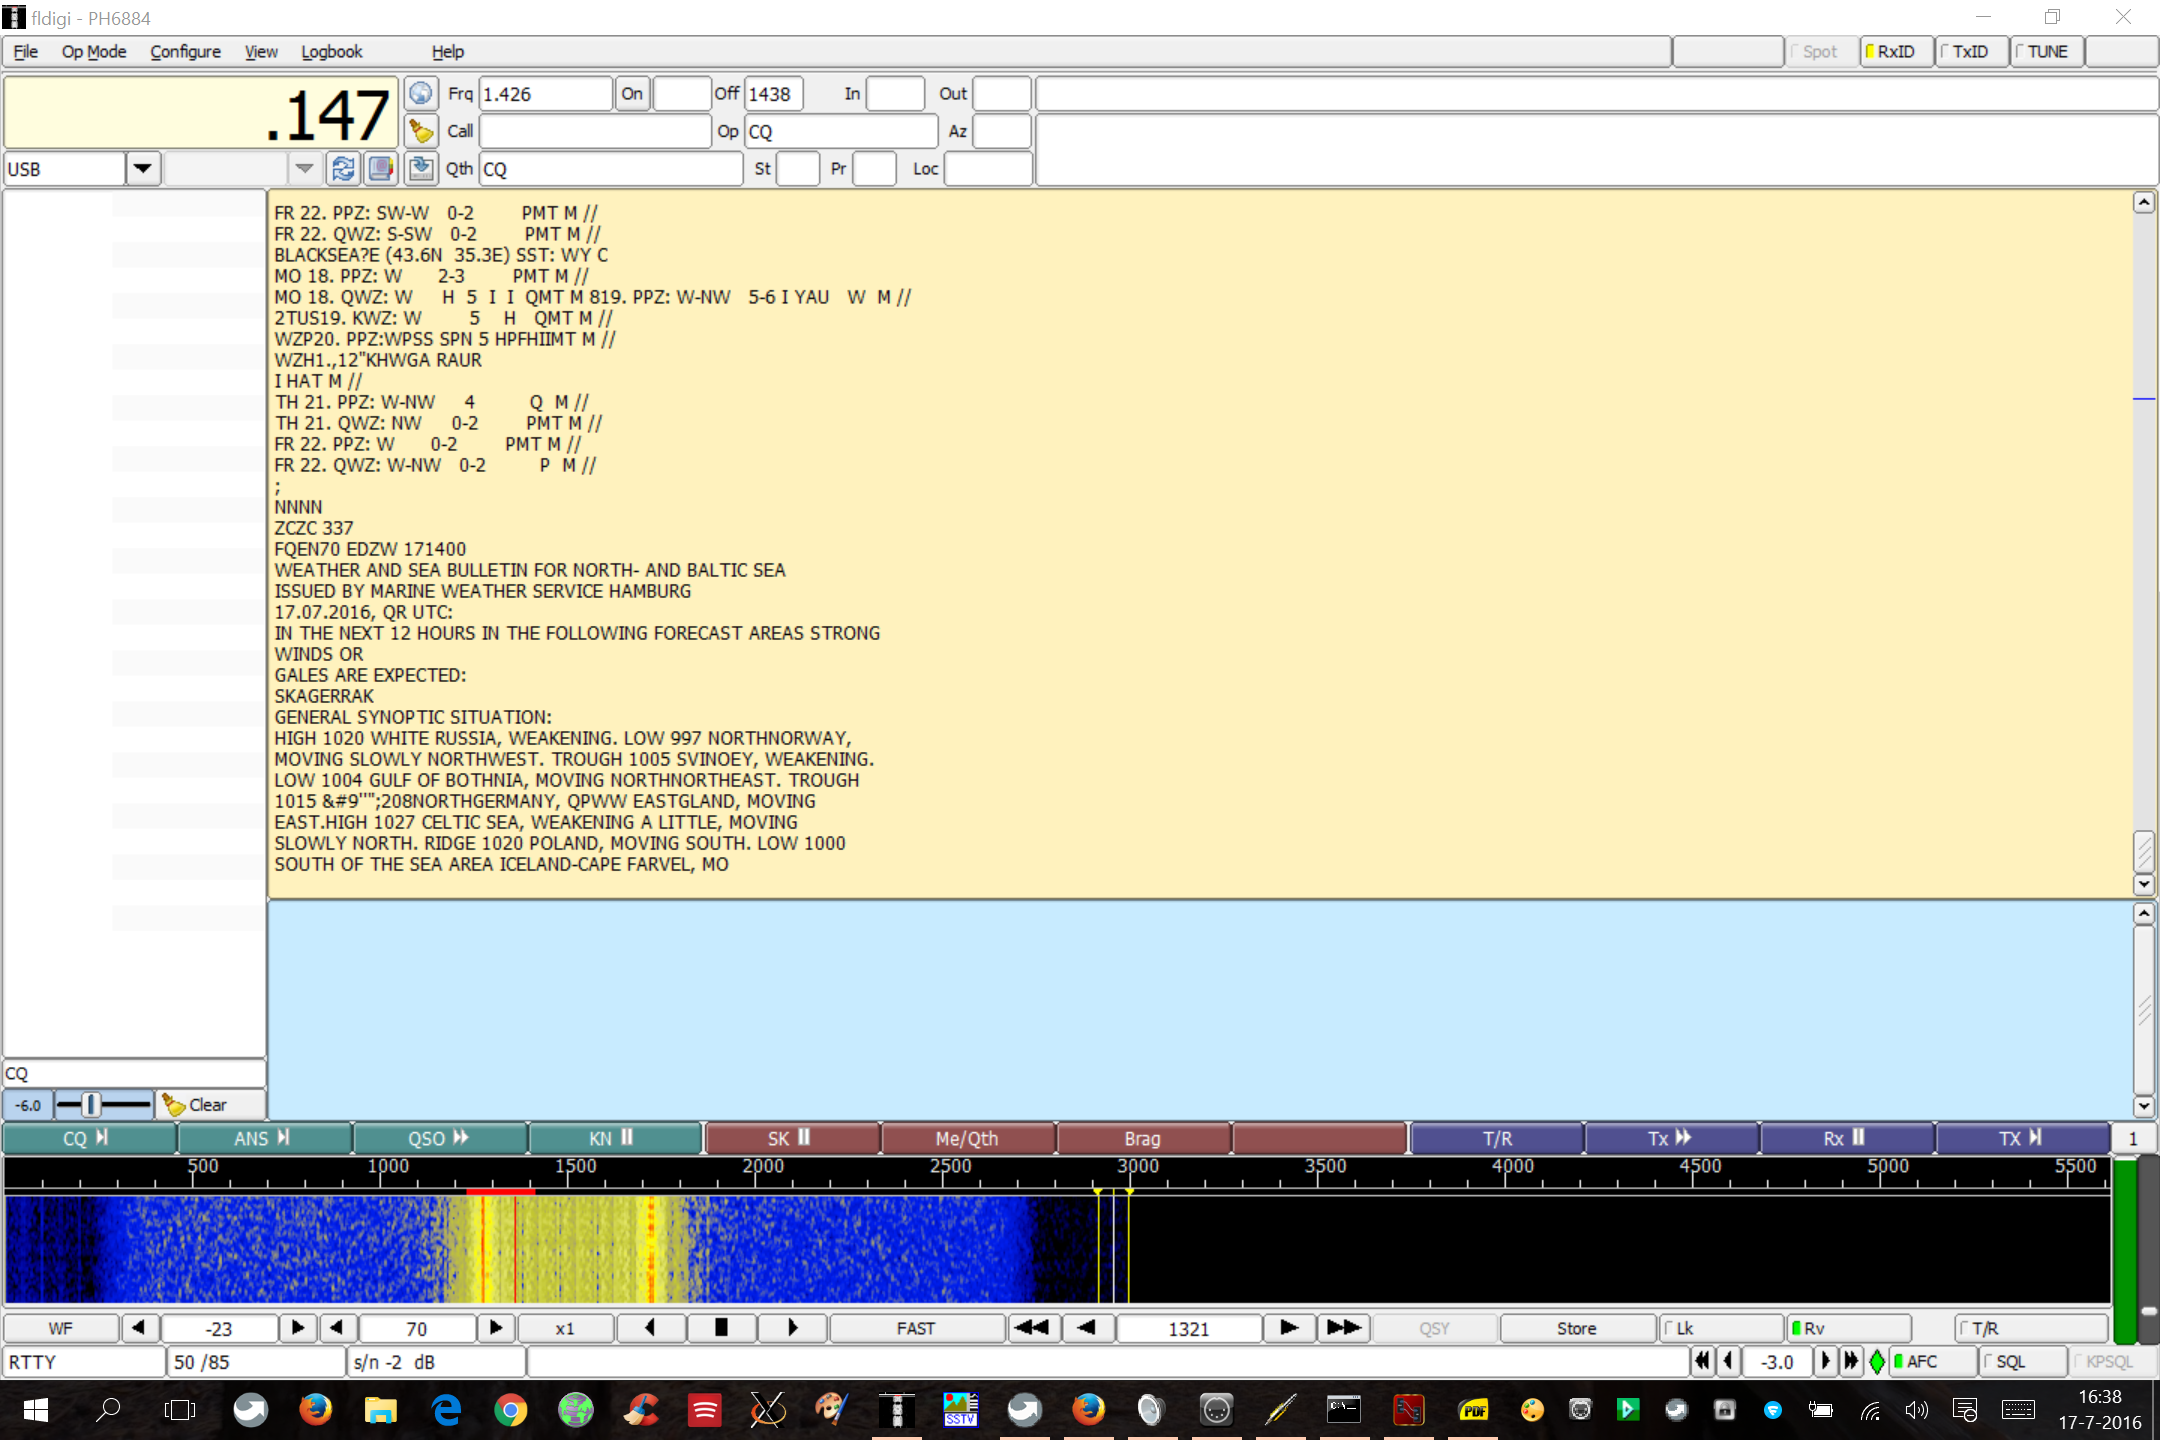 fldigi - PH6884
File Op Mode Configure View Logbook Help Spot RxID TxID TUNE
.147
Frq 1.426 On Off 1438 In Out
Call Op CQ Az
USB Qth CQ St Pr Loc
FR 22. PPZ: SW-W 0-2 PMT M //
FR 22. QWZ: S-SW 0-2 PMT M //
BLACKSEA?E (43.6N 35.3E) SST: WY C
MO 18. PPZ: W 2-3 PMT M //
MO 18. QWZ: W H 5 I I QMT M 819. PPZ: W-NW 5-6 I YAU W M //
2TUS19. KWZ: W 5 H QMT M //
WZP20. PPZ:WPSS SPN 5 HPFHIIMT M //
WZH1.,12"KHWGA RAUR
I HAT M //
TH 21. PPZ: W-NW 4 Q M //
TH 21. QWZ: NW 0-2 PMT M //
FR 22. PPZ: W 0-2 PMT M //
FR 22. QWZ: W-NW 0-2 P M //
;
NNNN
ZCZC 337
FQEN70 EDZW 171400
WEATHER AND SEA BULLETIN FOR NORTH- AND BALTIC SEA
ISSUED BY MARINE WEATHER SERVICE HAMBURG
17.07.2016, QR UTC:
IN THE NEXT 12 HOURS IN THE FOLLOWING FORECAST AREAS STRONG
WINDS OR
GALES ARE EXPECTED:
SKAGERRAK
GENERAL SYNOPTIC SITUATION:
HIGH 1020 WHITE RUSSIA, WEAKENING. LOW 997 NORTHNORWAY,
MOVING SLOWLY NORTHWEST. TROUGH 1005 SVINOEY, WEAKENING.
LOW 1004 GULF OF BOTHNIA, MOVING NORTHNORTHEAST. TROUGH
1015 &#9'"';208NORTHGERMANY, QPWW EASTGLAND, MOVING
EAST.HIGH 1027 CELTIC SEA, WEAKENING A LITTLE, MOVING
SLOWLY NORTH. RIDGE 1020 POLAND, MOVING SOUTH. LOW 1000
SOUTH OF THE SEA AREA ICELAND-CAPE FARVEL, MO
CQ
-6.0 Clear
CQ ANS QSO KN SK Me/Qth Brag T/R Tx Rx TX 1
500 1000 1500 2000 2500 3000 3500 4000 4500 5000 5500
WF -23 70 x1 FAST 1321 QSY Store Lk Rv T/R
RTTY 50 /85 s/n -2 dB -3.0 AFC SQL KPSQL
SSTV PDF 16:38
17-7-2016